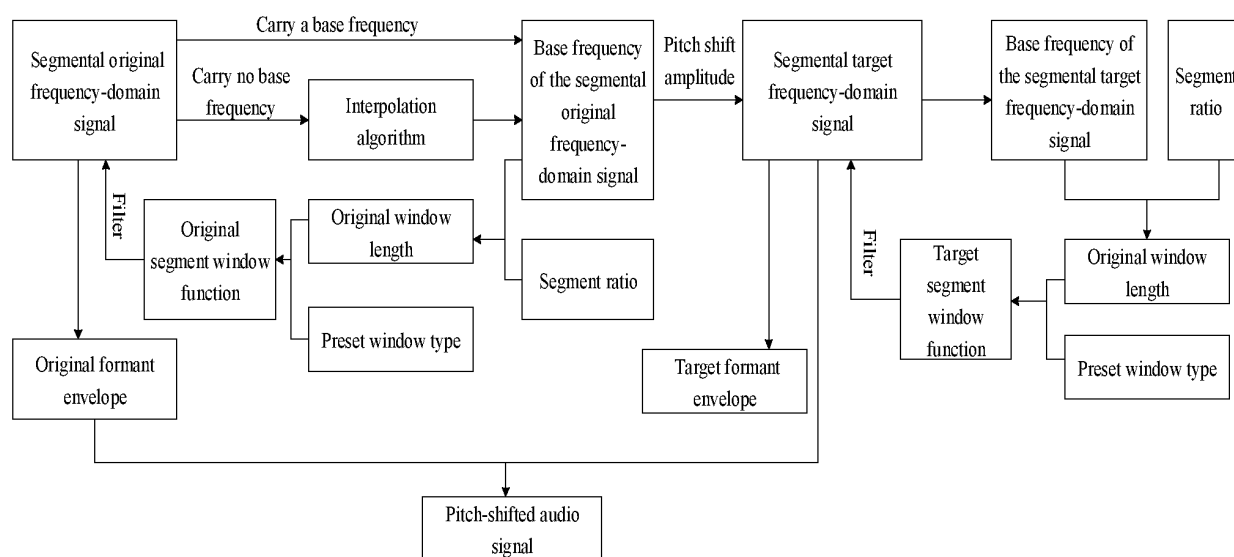 Carry a base frequency
Segmental original
frequency-domain
signal
Carry no base
frequency
Interpolation
algorithm
Base frequency
of the segmental
original
frequency-
domain signal
Pitch shift
amplitude
Segmental target
frequency-domain
signal
Base frequency of
the segmental target
frequency-domain
signal
Segment
ratio
Filter
Original
segment window
function
Original window
length
Preset window type
Segment ratio
Filter
Target
segment
window
function
Original window
length
Preset window type
Original formant
envelope
Target formant
envelope
Pitch-shifted audio
signal